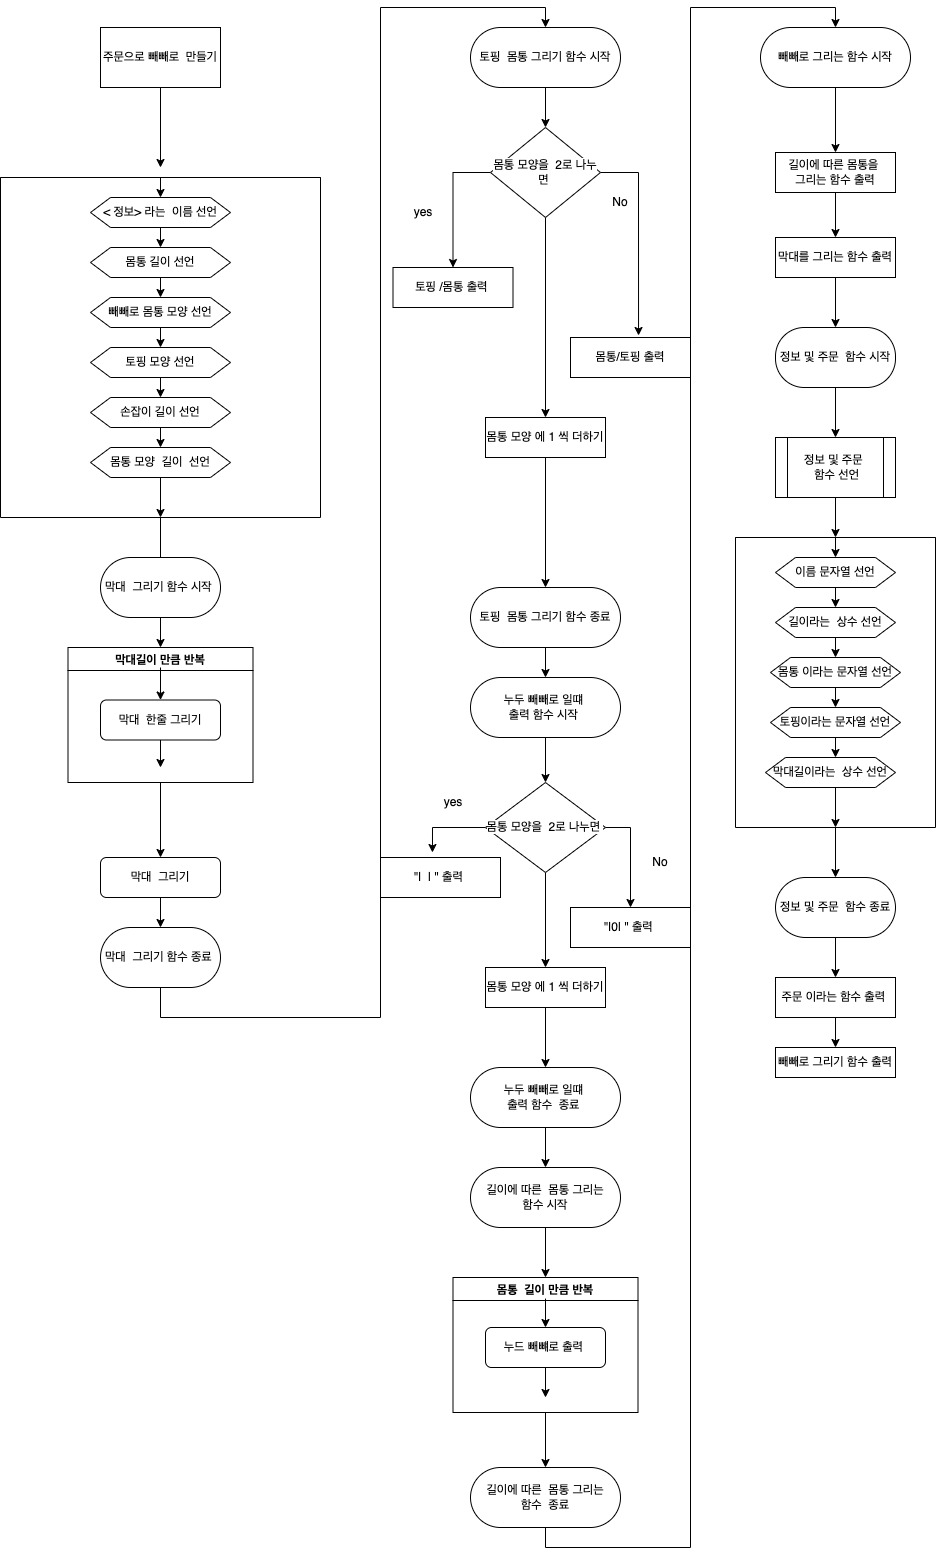 주문으로 빼빼로 만들기
< 정보> 라는 이름 선언
몸통 길이 선언
빼빼로 몸통 모양 선언
토핑 모양 선언
손잡이 길이 선언
몸통 모양 길이 선언
막대 그리기 함수 시작
막대길이 만큼 반복
막대 한줄 그리기
막대 그리기
막대 그리기 함수 종료
토핑 몸통 그리기 함수 시작
몸통 모양을 2로 나누
면
yes
No
토핑 /몸통 출력
몸통/토핑 출력
몸통 모양 에 1 씩 더하기
토핑 몸통 그리기 함수 종료
누두 빼빼로 일떄
출력 함수 시작
몸통 모양을 2로 나누면
yes
No
"| | " 출력
"|0| " 출력
몸통 모양 에 1 씩 더하기
누두 빼빼로 일떄
출력 함수 종료
길이에 따른 몸통 그리는
함수 시작
몸통 길이 만큼 반복
누드 빼빼로 출력
길이에 따른 몸통 그리는
함수 종료
빼빼로 그리는 함수 시작
길이에 따른 몸통을
그리는 함수 출력
막대를 그리는 함수 출력
정보 및 주문 함수 시작
정보 및 주문
함수 선언
이름 문자열 선언
길이라는 상수 선언
몸통 이라는 문자열 선언
토핑이라는 문자열 선언
막대길이라는 상수 선언
정보 및 주문 함수 종료
주문 이라는 함수 출력
빼빼로 그리기 함수 출력